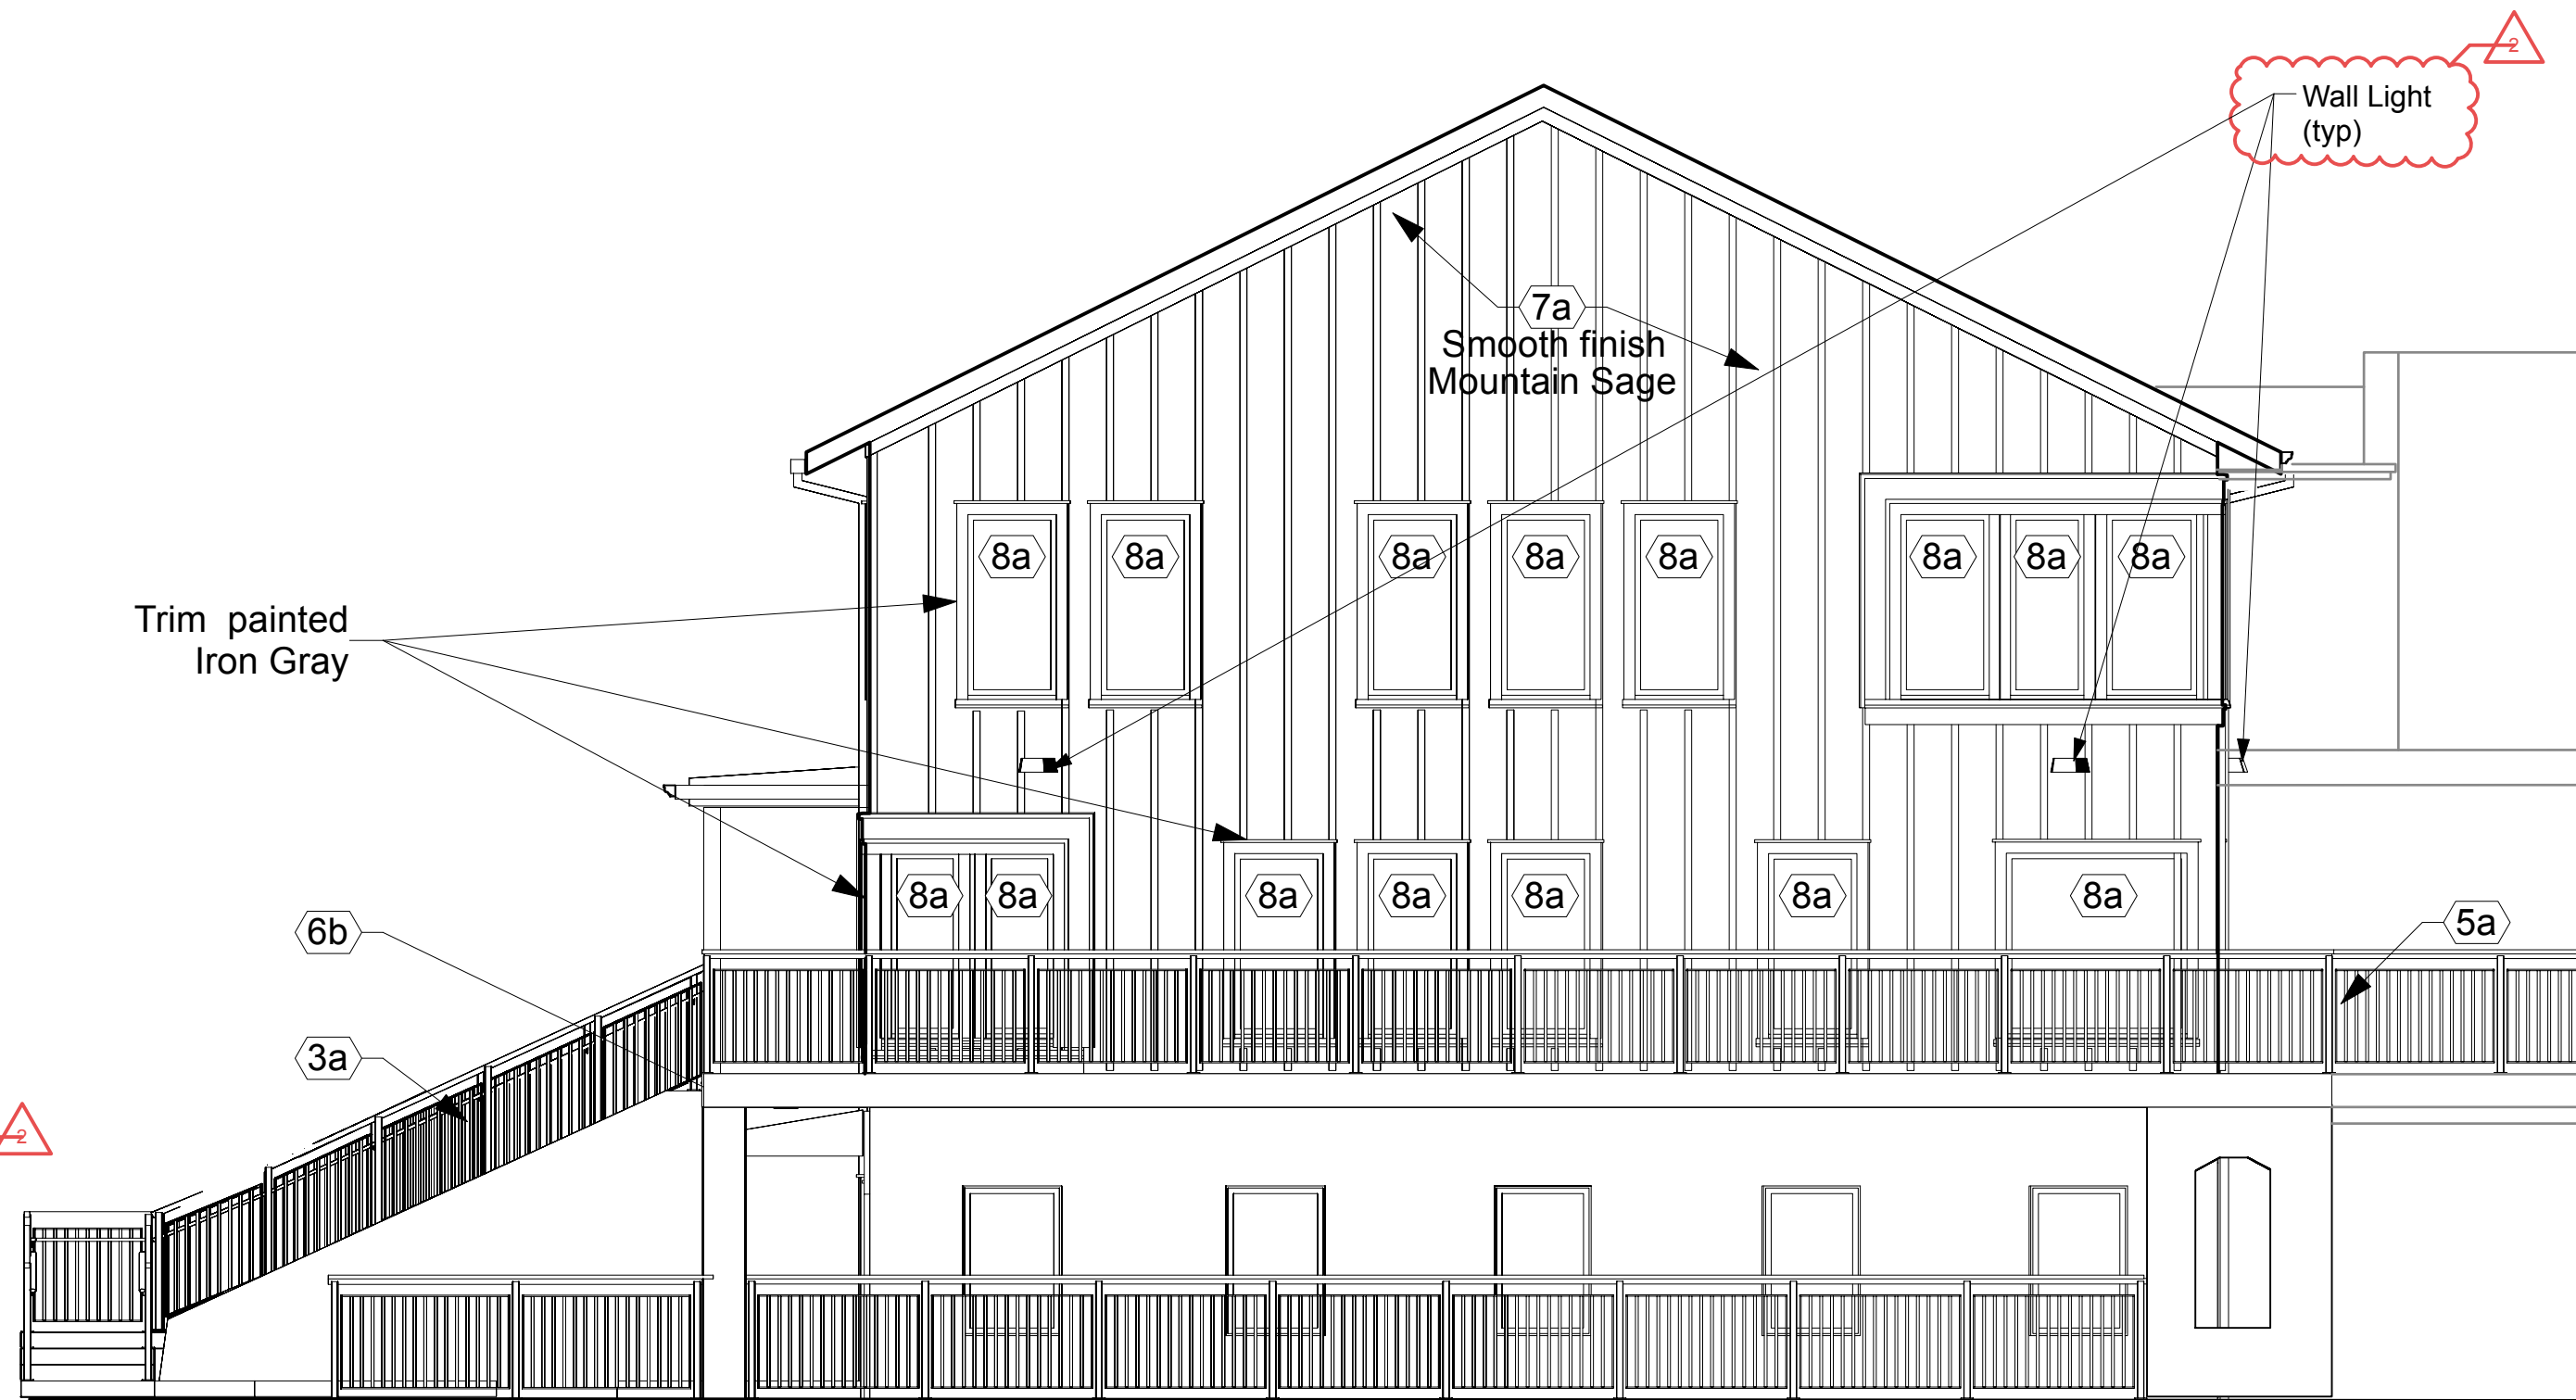 2
Wall Light
(typ)
7a
Smooth finish
Mountain Sage
8a 8a 8a 8a 8a 8a 8a 8a
Trim painted
Iron Gray
8a 8a 8a 8a 8a 8a 8a
6b
5a
3a
2